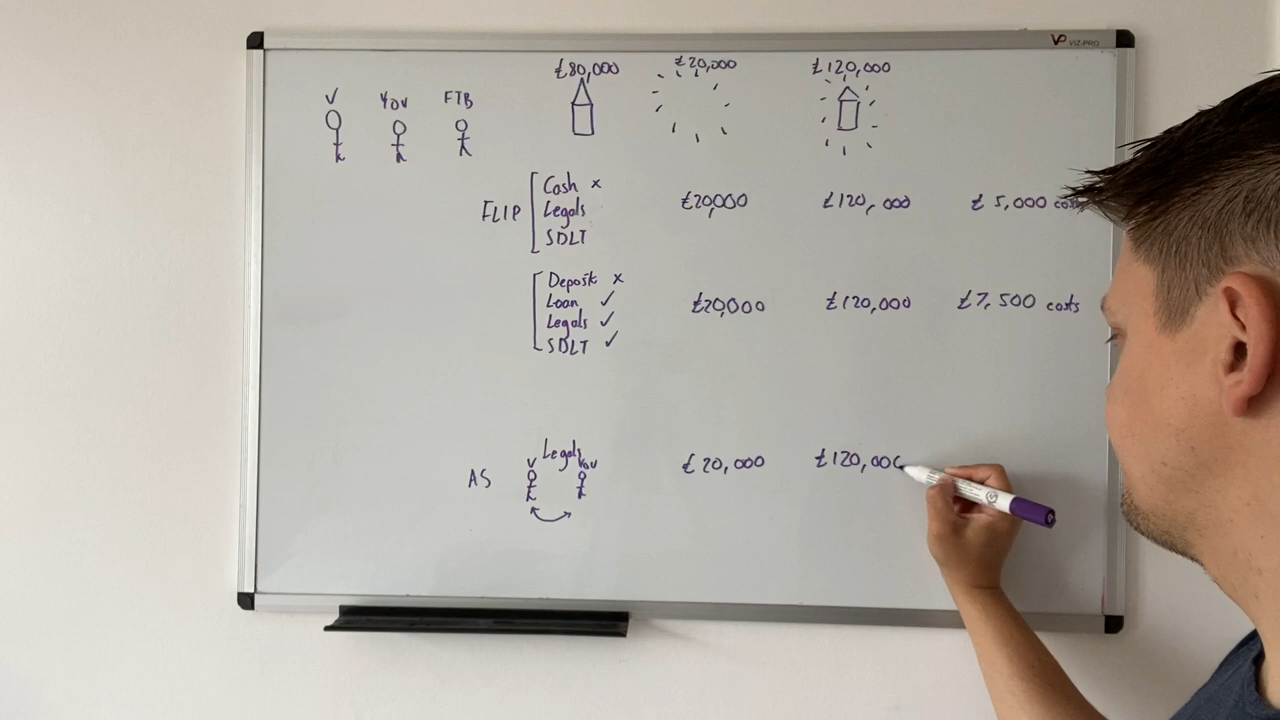 VIZ-PRO
£80,000 £20,000 £120,000
V YOU FTB
FLIP
Cash x £20,000 £120,000 £5,000
Legals
SDLT
Deposit x
Loan ✓ £20,000 £120,000 £7,500 costs
Legals ✓
SDLT ✓
Legals
V YOU
AS £20,000 £120,000